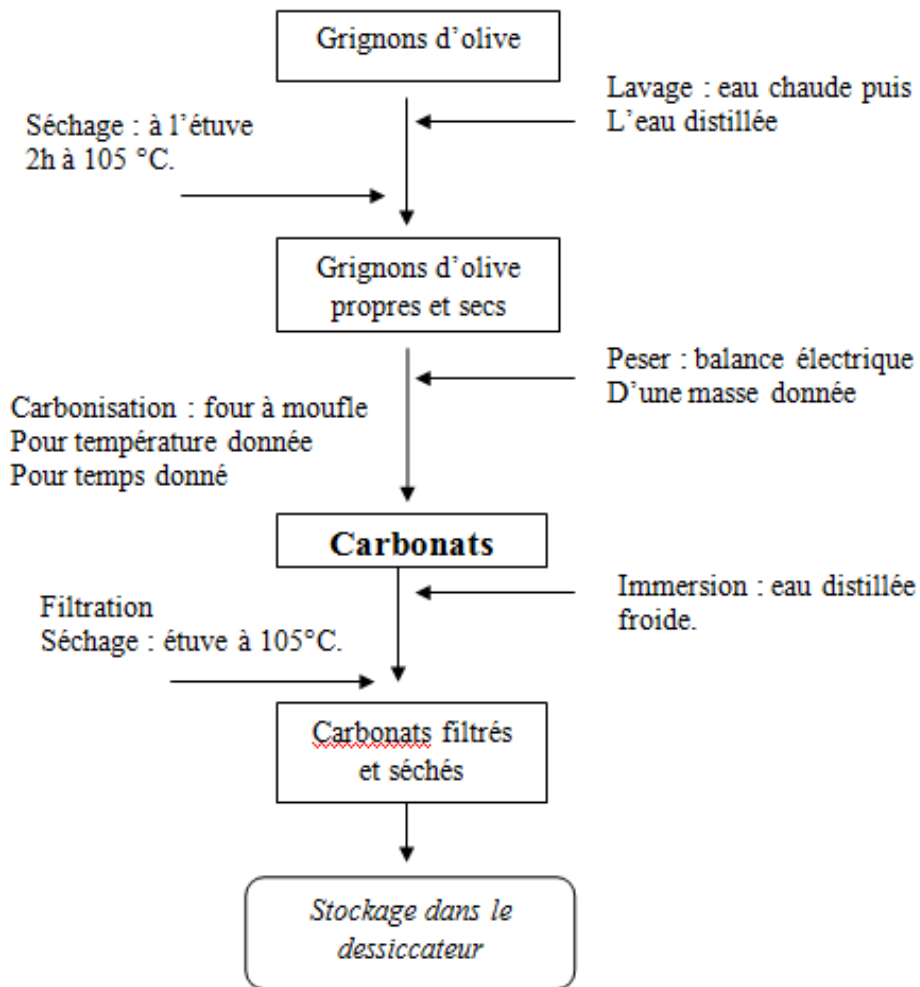 Grignons d'olive
Lavage : eau chaude puis
L'eau distillée
Séchage : à l'étuve
2h à 105 °C.
Grignons d'olive
propres et secs
Peser : balance électrique
D'une masse donnée
Carbonisation : four à moufle
Pour température donnée
Pour temps donné
Carbonats
Immersion : eau distillée
froide.
Filtration
Séchage : étuve à 105°C.
Carbonats filtrés
et séchés
Stockage dans le
dessiccateur